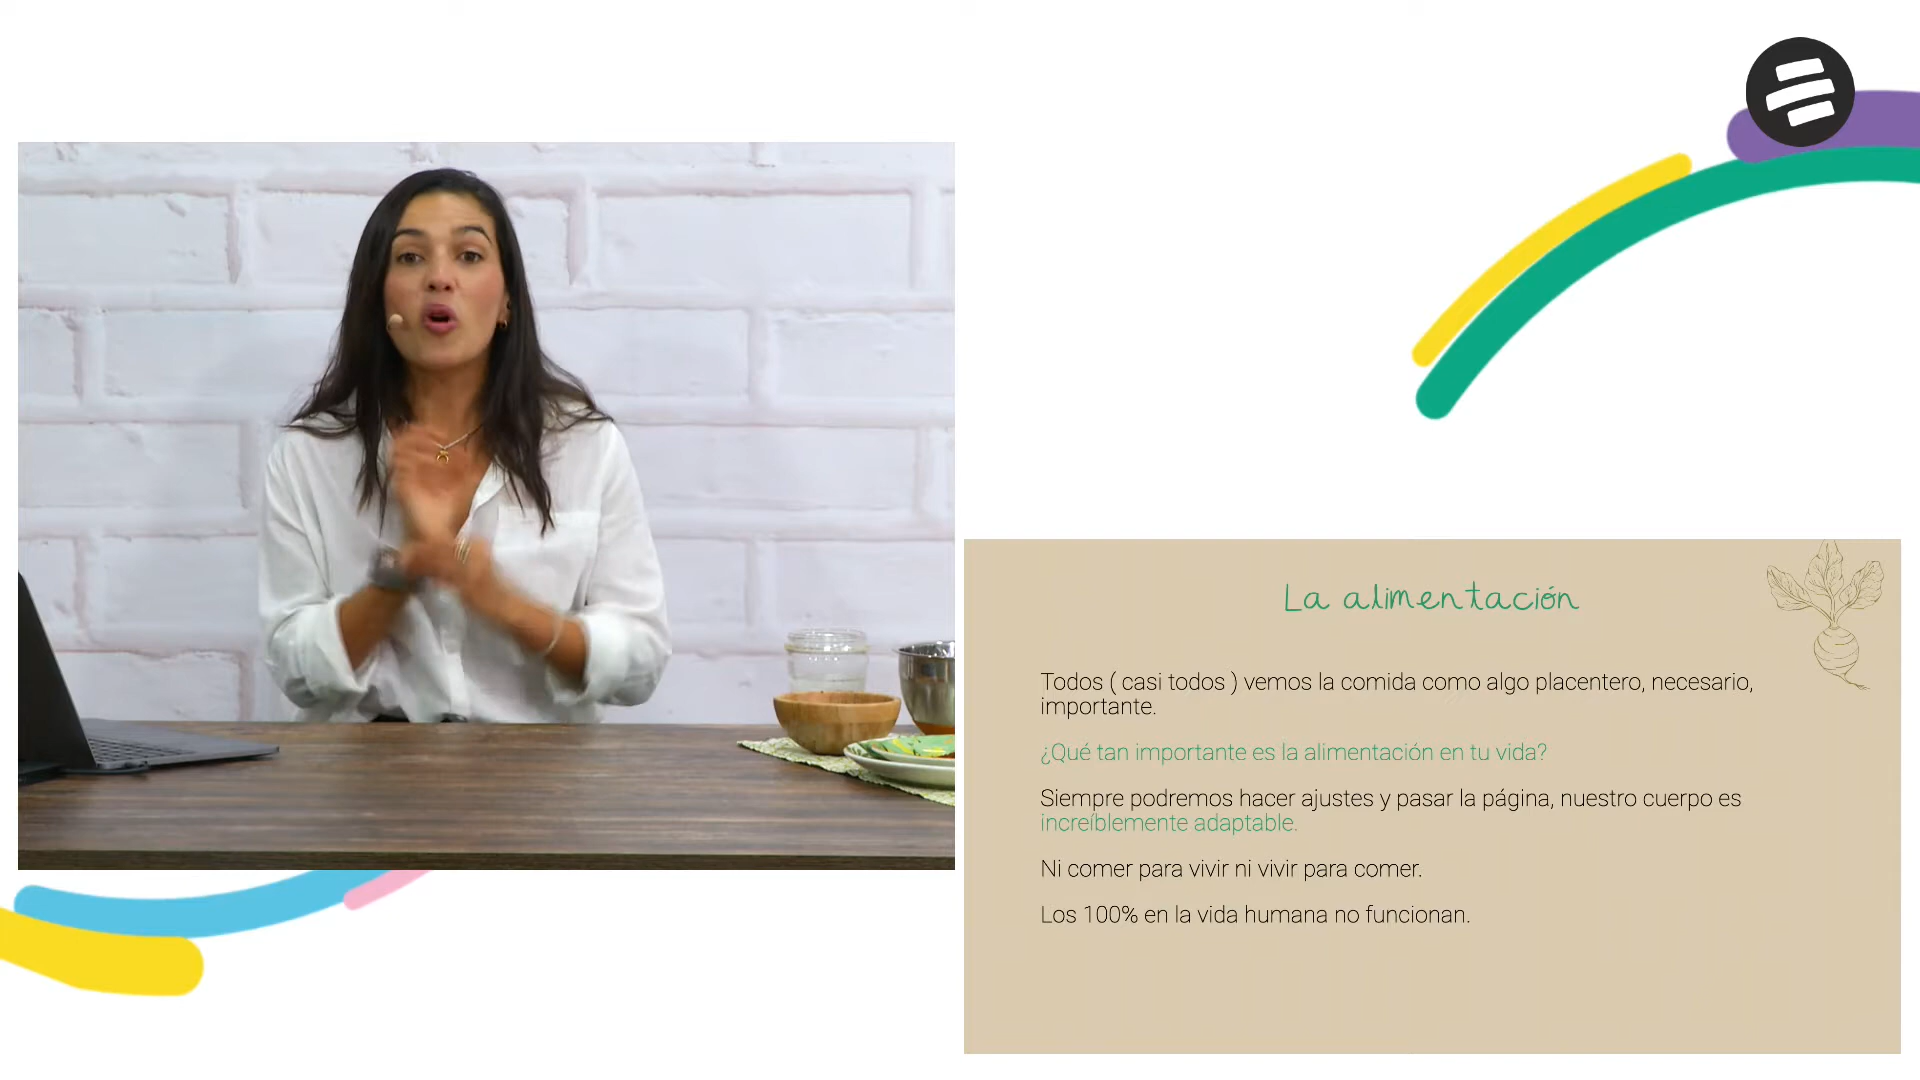 La alimentación
Todos ( casi todos ) vemos la comida como algo placentero, necesario,
importante.
¿Qué tan importante es la alimentación en tu vida?
Siempre podremos hacer ajustes y pasar la página, nuestro cuerpo es
increíblemente adaptable.
Ni comer para vivir ni vivir para comer.
Los 100% en la vida humana no funcionan.